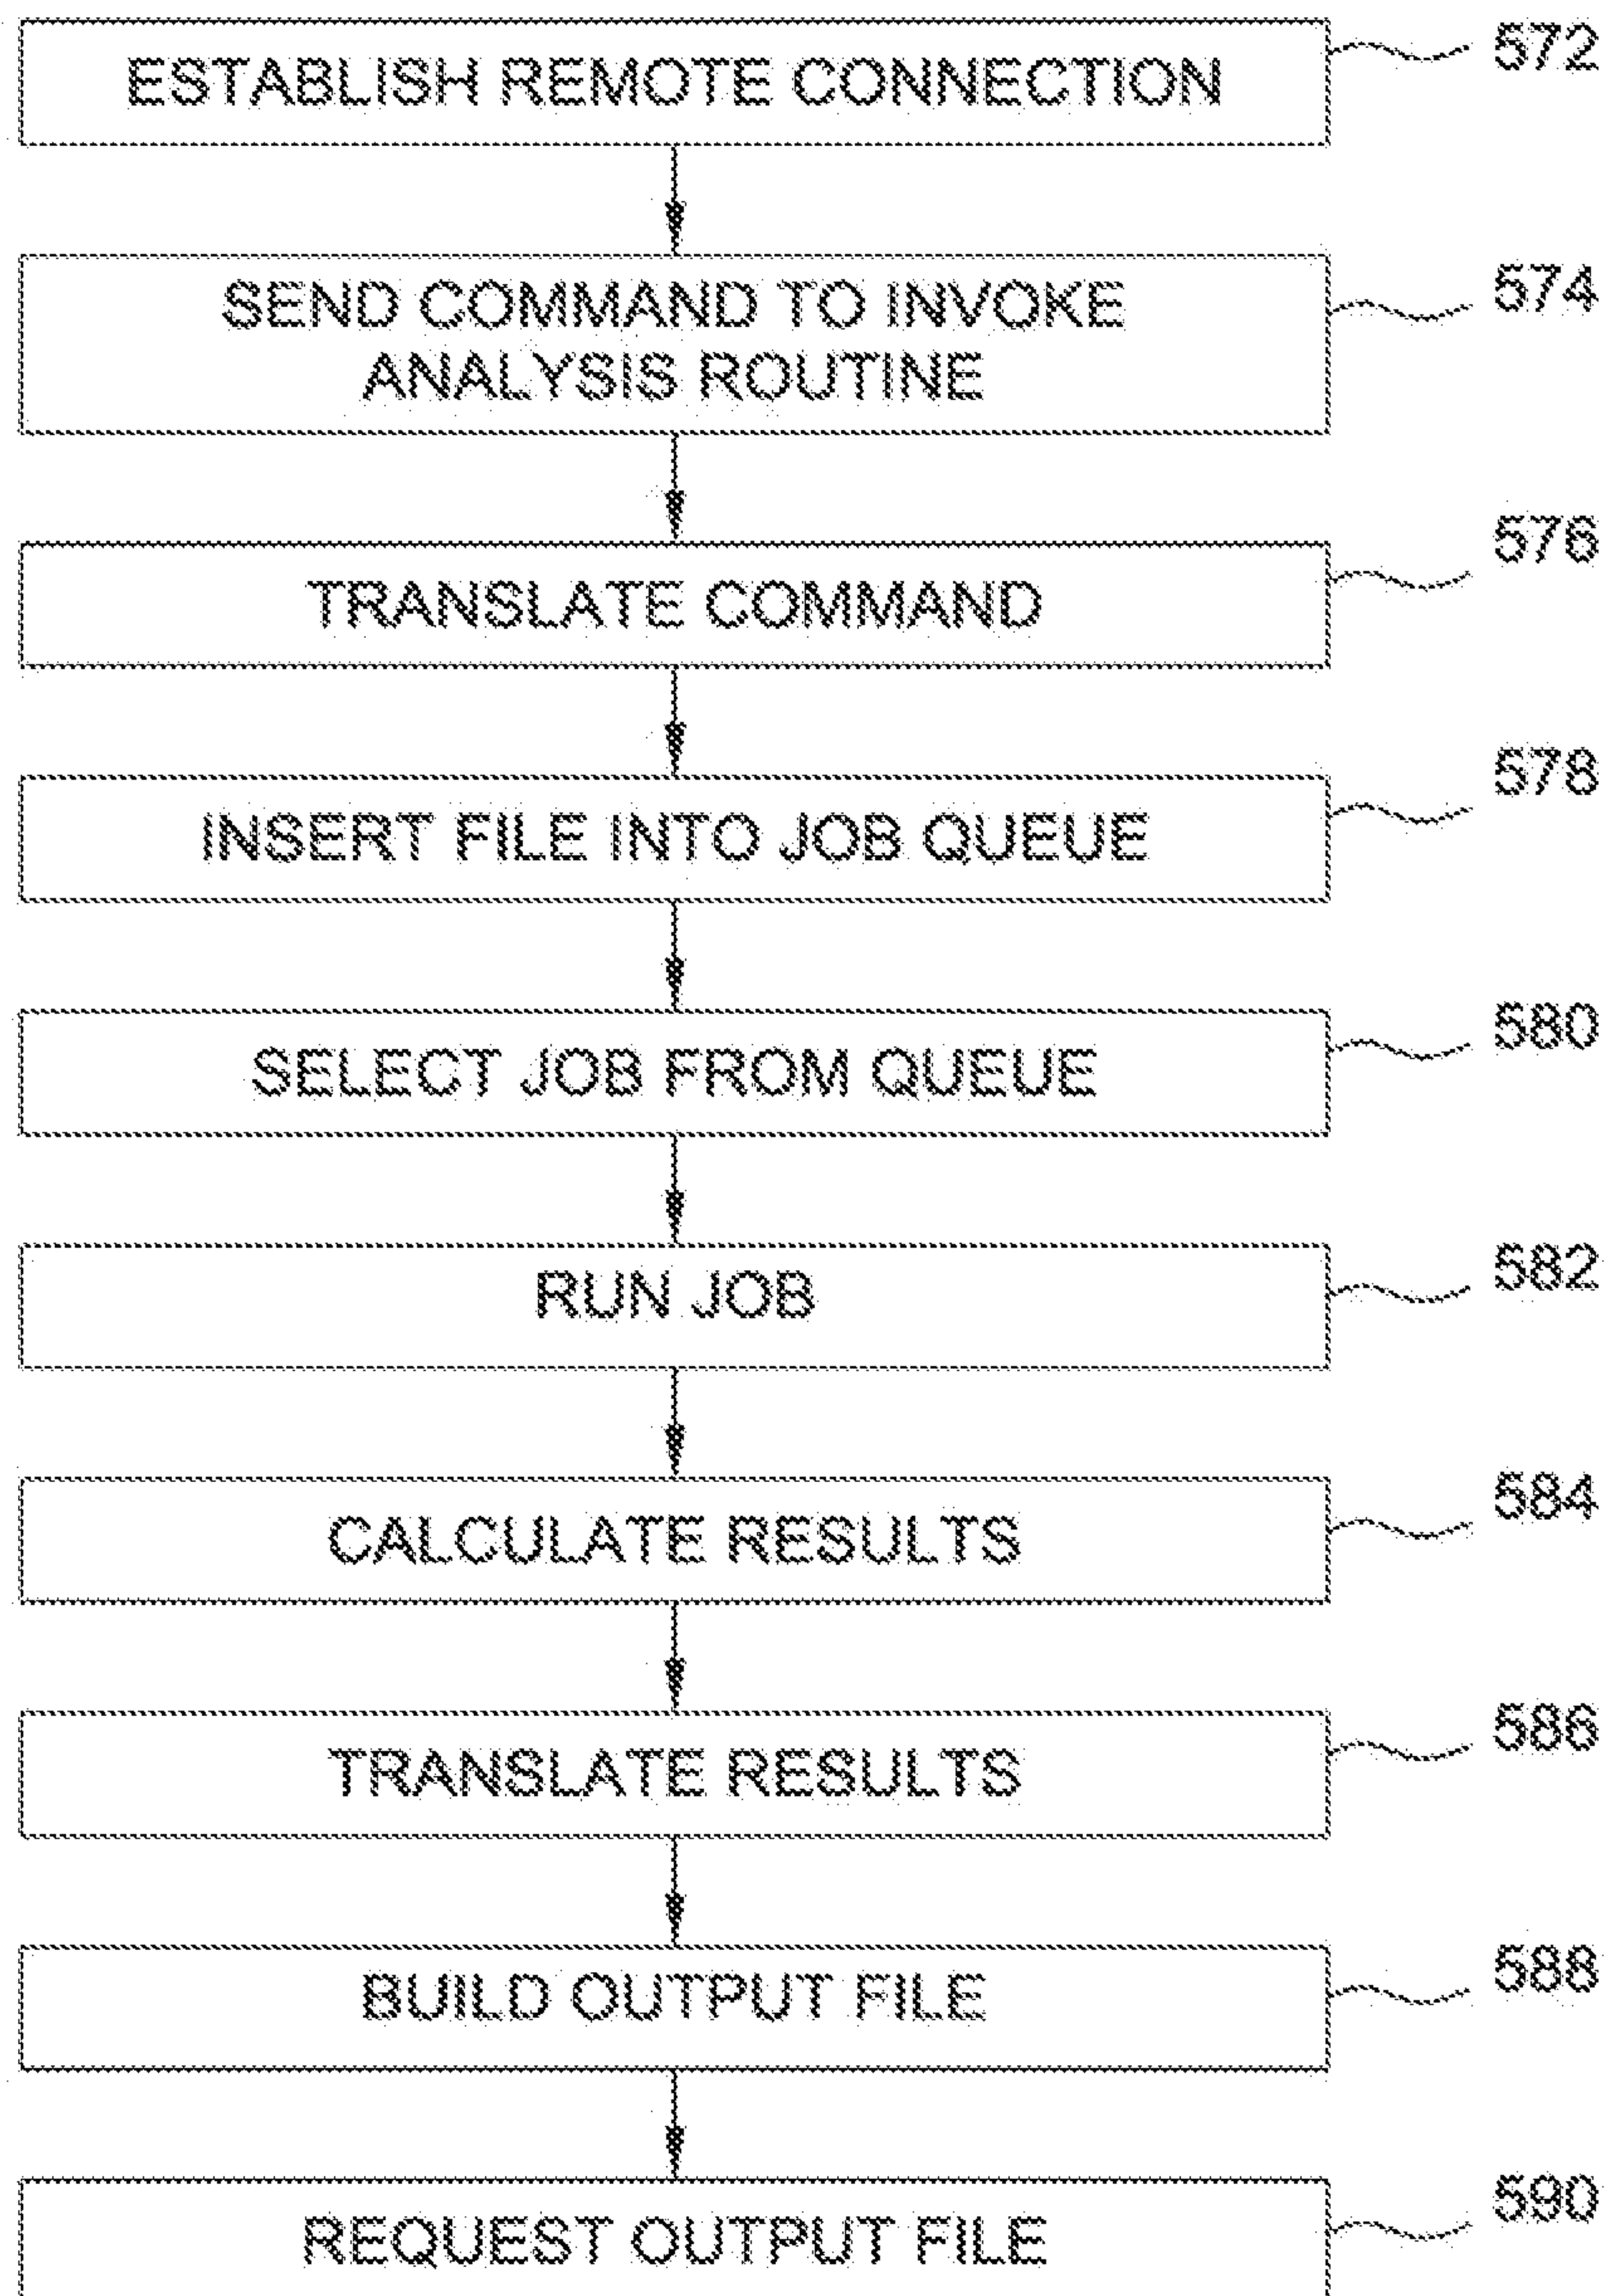 ESTABLISH REMOTE CONNECTION
572
SEND COMMAND TO INVOKE
ANALYSIS ROUTINE
574
TRANSLATE COMMAND
576
INSERT FILE INTO JOB QUEUE
578
SELECT JOB FROM QUEUE
580
RUN JOB
582
CALCULATE RESULTS
584
TRANSLATE RESULTS
586
BUILD OUTPUT FILE
588
REQUEST OUTPUT FILE
590